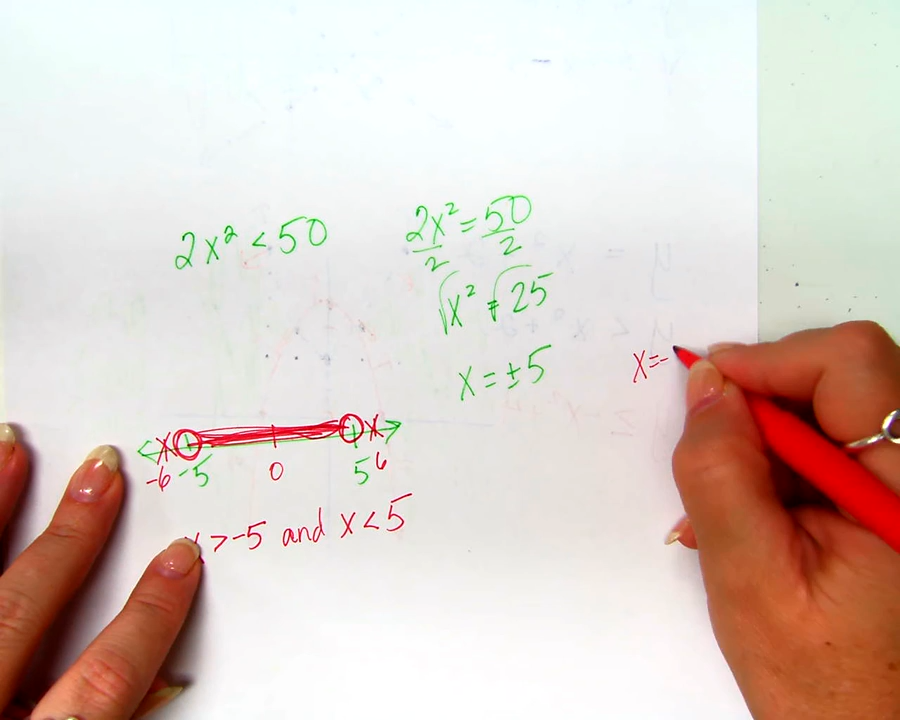 2x² < 50
2x² = 50
2 2
√x² = √25
x = ±5
x = -
-6 -5 0 5 6
x > -5 and x < 5